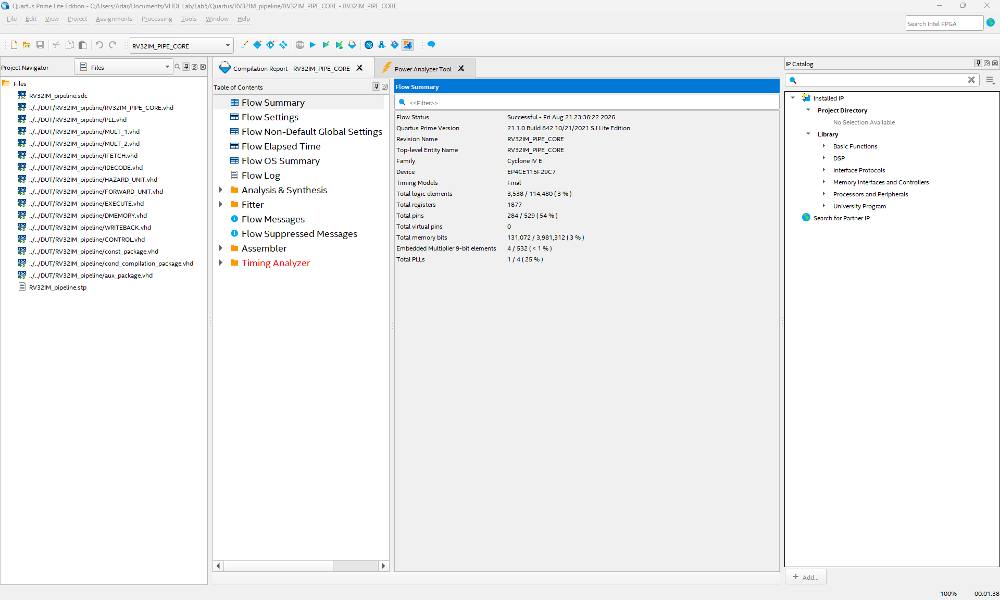 Quartus Prime Lite Edition - C:/Users/Adar/Documents/VHDL Lab/Lab5/Quartus/RV32IM_pipeline/RV32IM_PIPE_CORE - RV32IM_PIPE_CORE
File Edit View Project Assignments Processing Tools Window Help
Search Intel FPGA
RV32IM_PIPE_CORE
STOP
Project Navigator
Files
Files
RV32IM_pipeline.sdc
../../DUT/RV32IM_pipeline/RV32IM_PIPE_CORE.vhd
../../DUT/RV32IM_pipeline/PLL.vhd
../../DUT/RV32IM_pipeline/MULT_1.vhd
../../DUT/RV32IM_pipeline/MULT_2.vhd
../../DUT/RV32IM_pipeline/IFETCH.vhd
../../DUT/RV32IM_pipeline/IDECODE.vhd
../../DUT/RV32IM_pipeline/HAZARD_UNIT.vhd
../../DUT/RV32IM_pipeline/FORWARD_UNIT.vhd
../../DUT/RV32IM_pipeline/EXECUTE.vhd
../../DUT/RV32IM_pipeline/DMEMORY.vhd
../../DUT/RV32IM_pipeline/WRITEBACK.vhd
../../DUT/RV32IM_pipeline/CONTROL.vhd
../../DUT/RV32IM_pipeline/const_package.vhd
../../DUT/RV32IM_pipeline/cond_compilation_package.vhd
../../DUT/RV32IM_pipeline/aux_package.vhd
RV32IM_pipeline.stp
Compilation Report - RV32IM_PIPE_CORE
Power Analyzer Tool
Table of Contents
Flow Summary
Flow Settings
Flow Non-Default Global Settings
Flow Elapsed Time
Flow OS Summary
Flow Log
Analysis & Synthesis
Fitter
Flow Messages
Flow Suppressed Messages
Assembler
Timing Analyzer
Flow Summary
<<Filter>>
Flow Status Successful - Fri Aug 21 23:36:22 2026
Quartus Prime Version 21.1.0 Build 842 10/21/2021 SJ Lite Edition
Revision Name RV32IM_PIPE_CORE
Top-level Entity Name RV32IM_PIPE_CORE
Family Cyclone IV E
Device EP4CE115F29C7
Timing Models Final
Total logic elements 3,538 / 114,480 ( 3 % )
Total registers 1877
Total pins 284 / 529 ( 54 % )
Total virtual pins 0
Total memory bits 131,072 / 3,981,312 ( 3 % )
Embedded Multiplier 9-bit elements 4 / 532 ( < 1 % )
Total PLLs 1 / 4 ( 25 % )
IP Catalog
Installed IP
Project Directory
No Selection Available
Library
Basic Functions
DSP
Interface Protocols
Memory Interfaces and Controllers
Processors and Peripherals
University Program
Search for Partner IP
+ Add...
100% 00:01:38